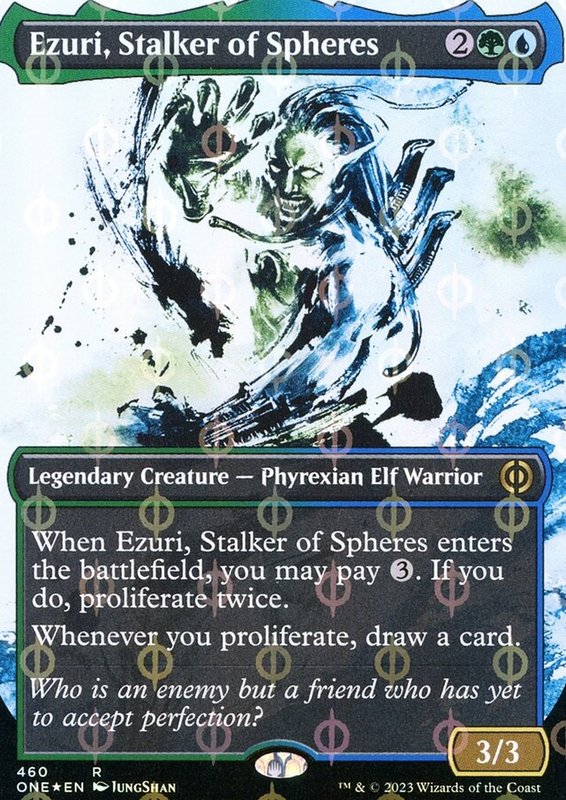 Ezuri, Stalker of Spheres 2
Legendary Creature — Phyrexian Elf Warrior
When Ezuri, Stalker of Spheres enters
the battlefield, you may pay 3. If you
do, proliferate twice.
Whenever you proliferate, draw a card.
Who is an enemy but a friend who has yet
to accept perfection?
3/3
460 R
ONE★EN JUNGSHAN
™ & © 2023 Wizards of the Coast